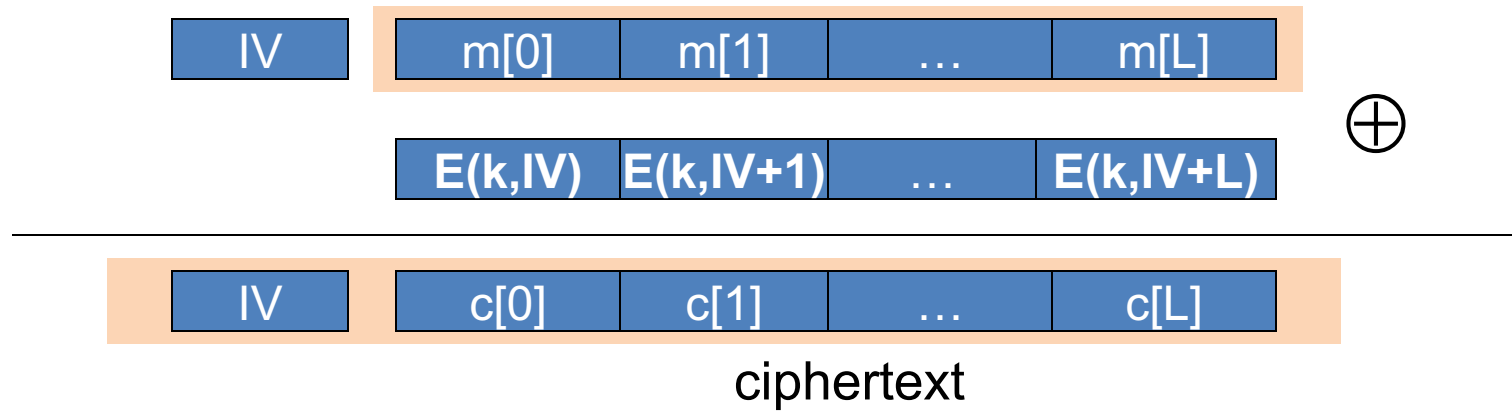 IV m[0] m[1] … m[L]
⊕
E(k,IV) E(k,IV+1) … E(k,IV+L)
IV c[0] c[1] … c[L]
ciphertext